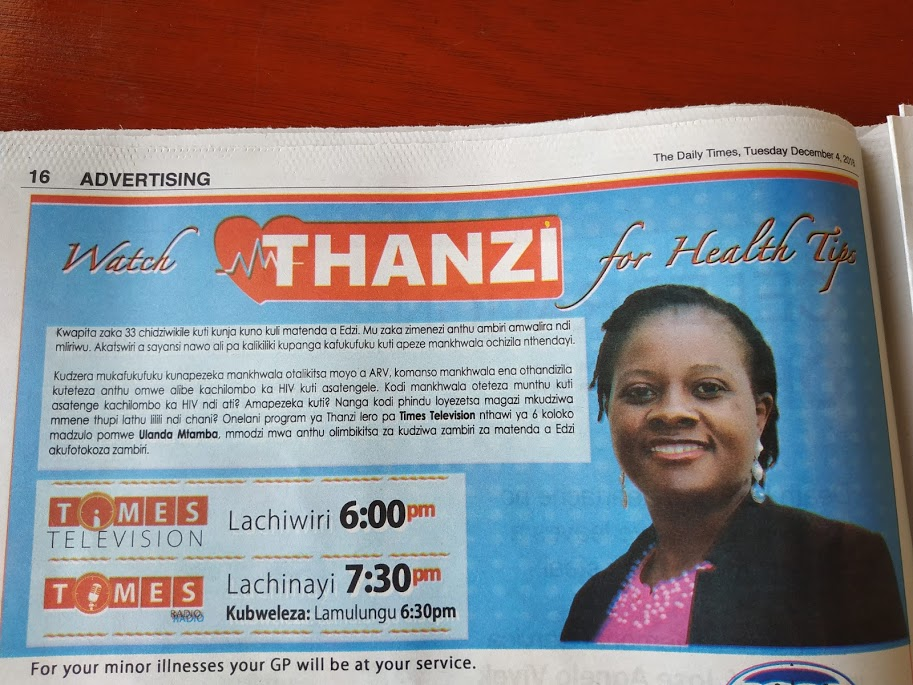 16 ADVERTISING
The Daily Times, Tuesday December 4, 2018
Watch THANZI for Health Tips
Kwapita zaka 33 chidziwikile kuti kunja kuno kuli matenda a Edzi. Mu zaka zimenezi anthu ambiri amwalira ndi
mliriwu. Akatswiri a sayansi nawo ali pa kalikiliki kupanga kafukufuku kuti apeze mankhwala ochizila nthendayi.
Kudzera mukafukufuku kunapezeka mankhwala otalikitsa moyo a ARV, komanso mankhwala ena othandizila
kuteteza anthu omwe alibe kachilombo ka HIV kuti asatengele. Kodi mankhwala oteteza munthu kuti
asatenge kachilombo ka HIV ndi ati? Amapezeka kuti? Nanga kodi phindu loyezetsa magazi mkudziwa
mmene thupi lathu lilili ndi chani? Onelani program ya Thanzi lero pa Times Television nthawi ya 6 koloko
madzulo pomwe Ulanda Mtamba, mmodzi mwa anthu olimbikitsa za kudziwa zambiri za matenda a Edzi
akufotokoza zambiri.
TIMES
TELEVISION
Lachiwiri 6:00pm
TIMES
RADIO
Lachinayi 7:30pm
Kubweleza: Lamulungu 6:30pm
For your minor illnesses your GP will be at your service.